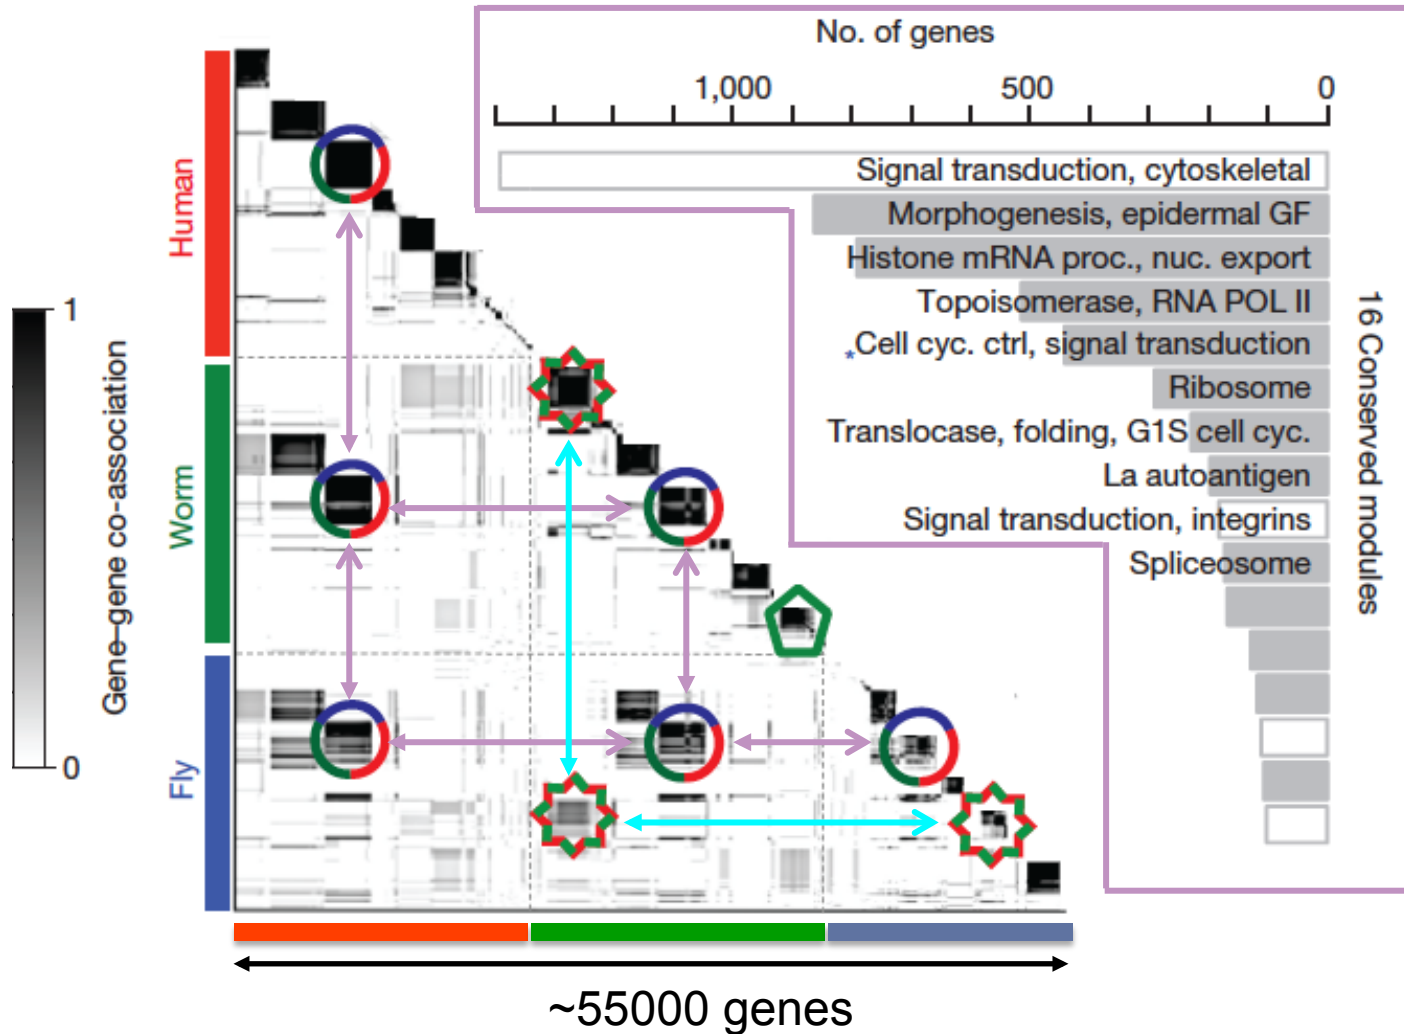 No. of genes
1,000
500
0
Signal transduction, cytoskeletal
Morphogenesis, epidermal GF
Histone mRNA proc., nuc. export
Topoisomerase, RNA POL II
*Cell cyc. ctrl, signal transduction
Ribosome
Translocase, folding, G1S cell cyc.
La autoantigen
Signal transduction, integrins
Spliceosome
16 Conserved modules
Human
Worm
Fly
1
Gene–gene co-association
0
~55000 genes